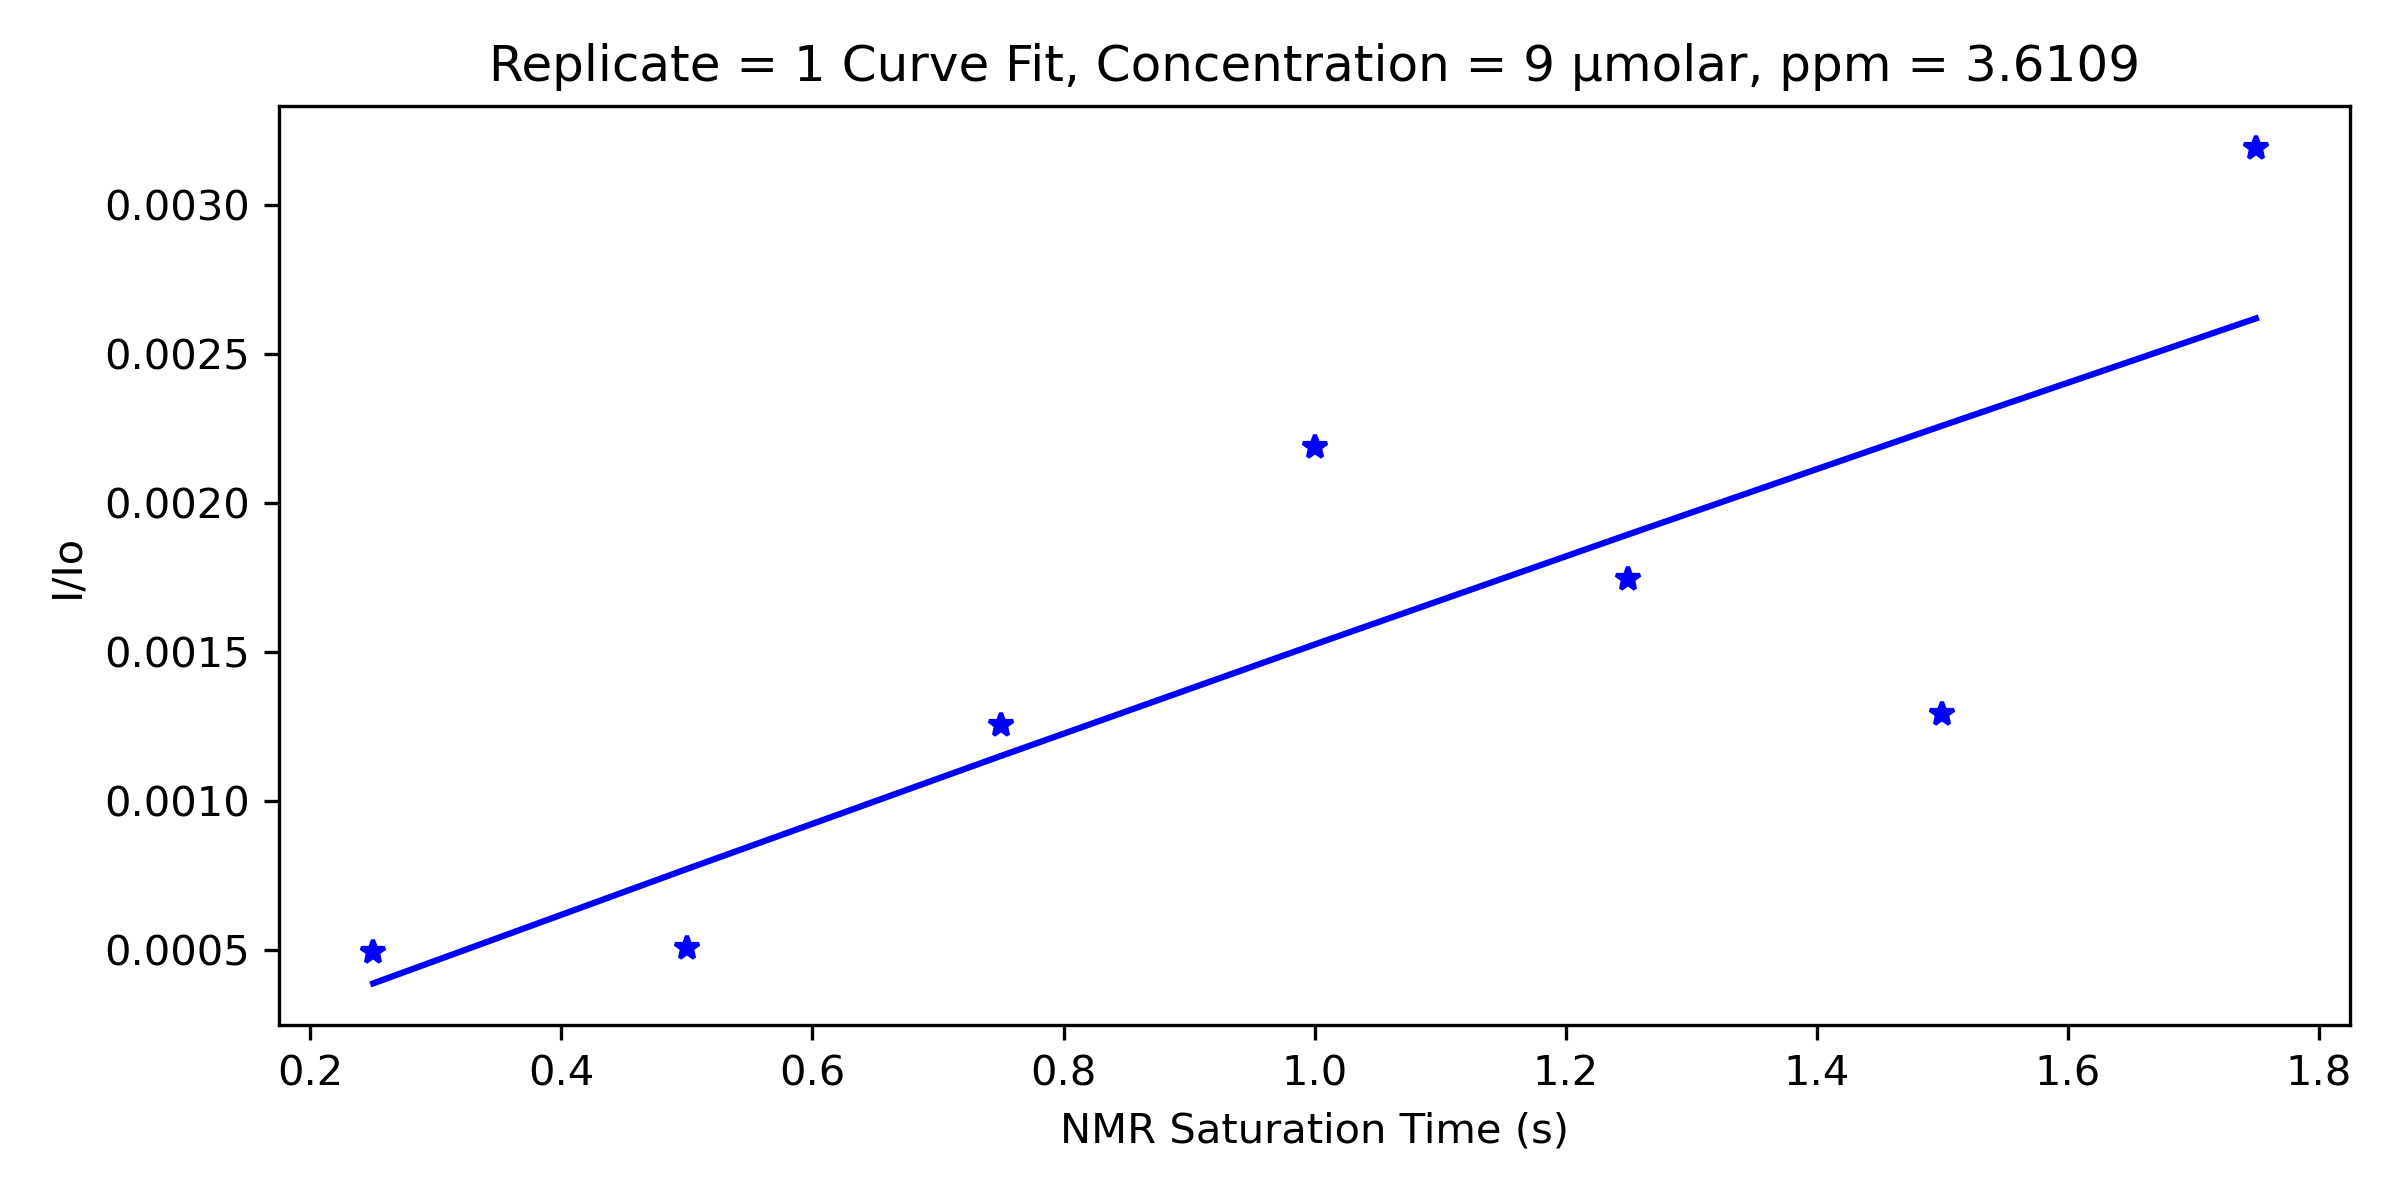 Replicate = 1 Curve Fit, Concentration = 9 µmolar, ppm = 3.6109
0.0030
0.0025
0.0020
0.0015
0.0010
0.0005
I/Io
0.2 0.4 0.6 0.8 1.0 1.2 1.4 1.6 1.8
NMR Saturation Time (s)